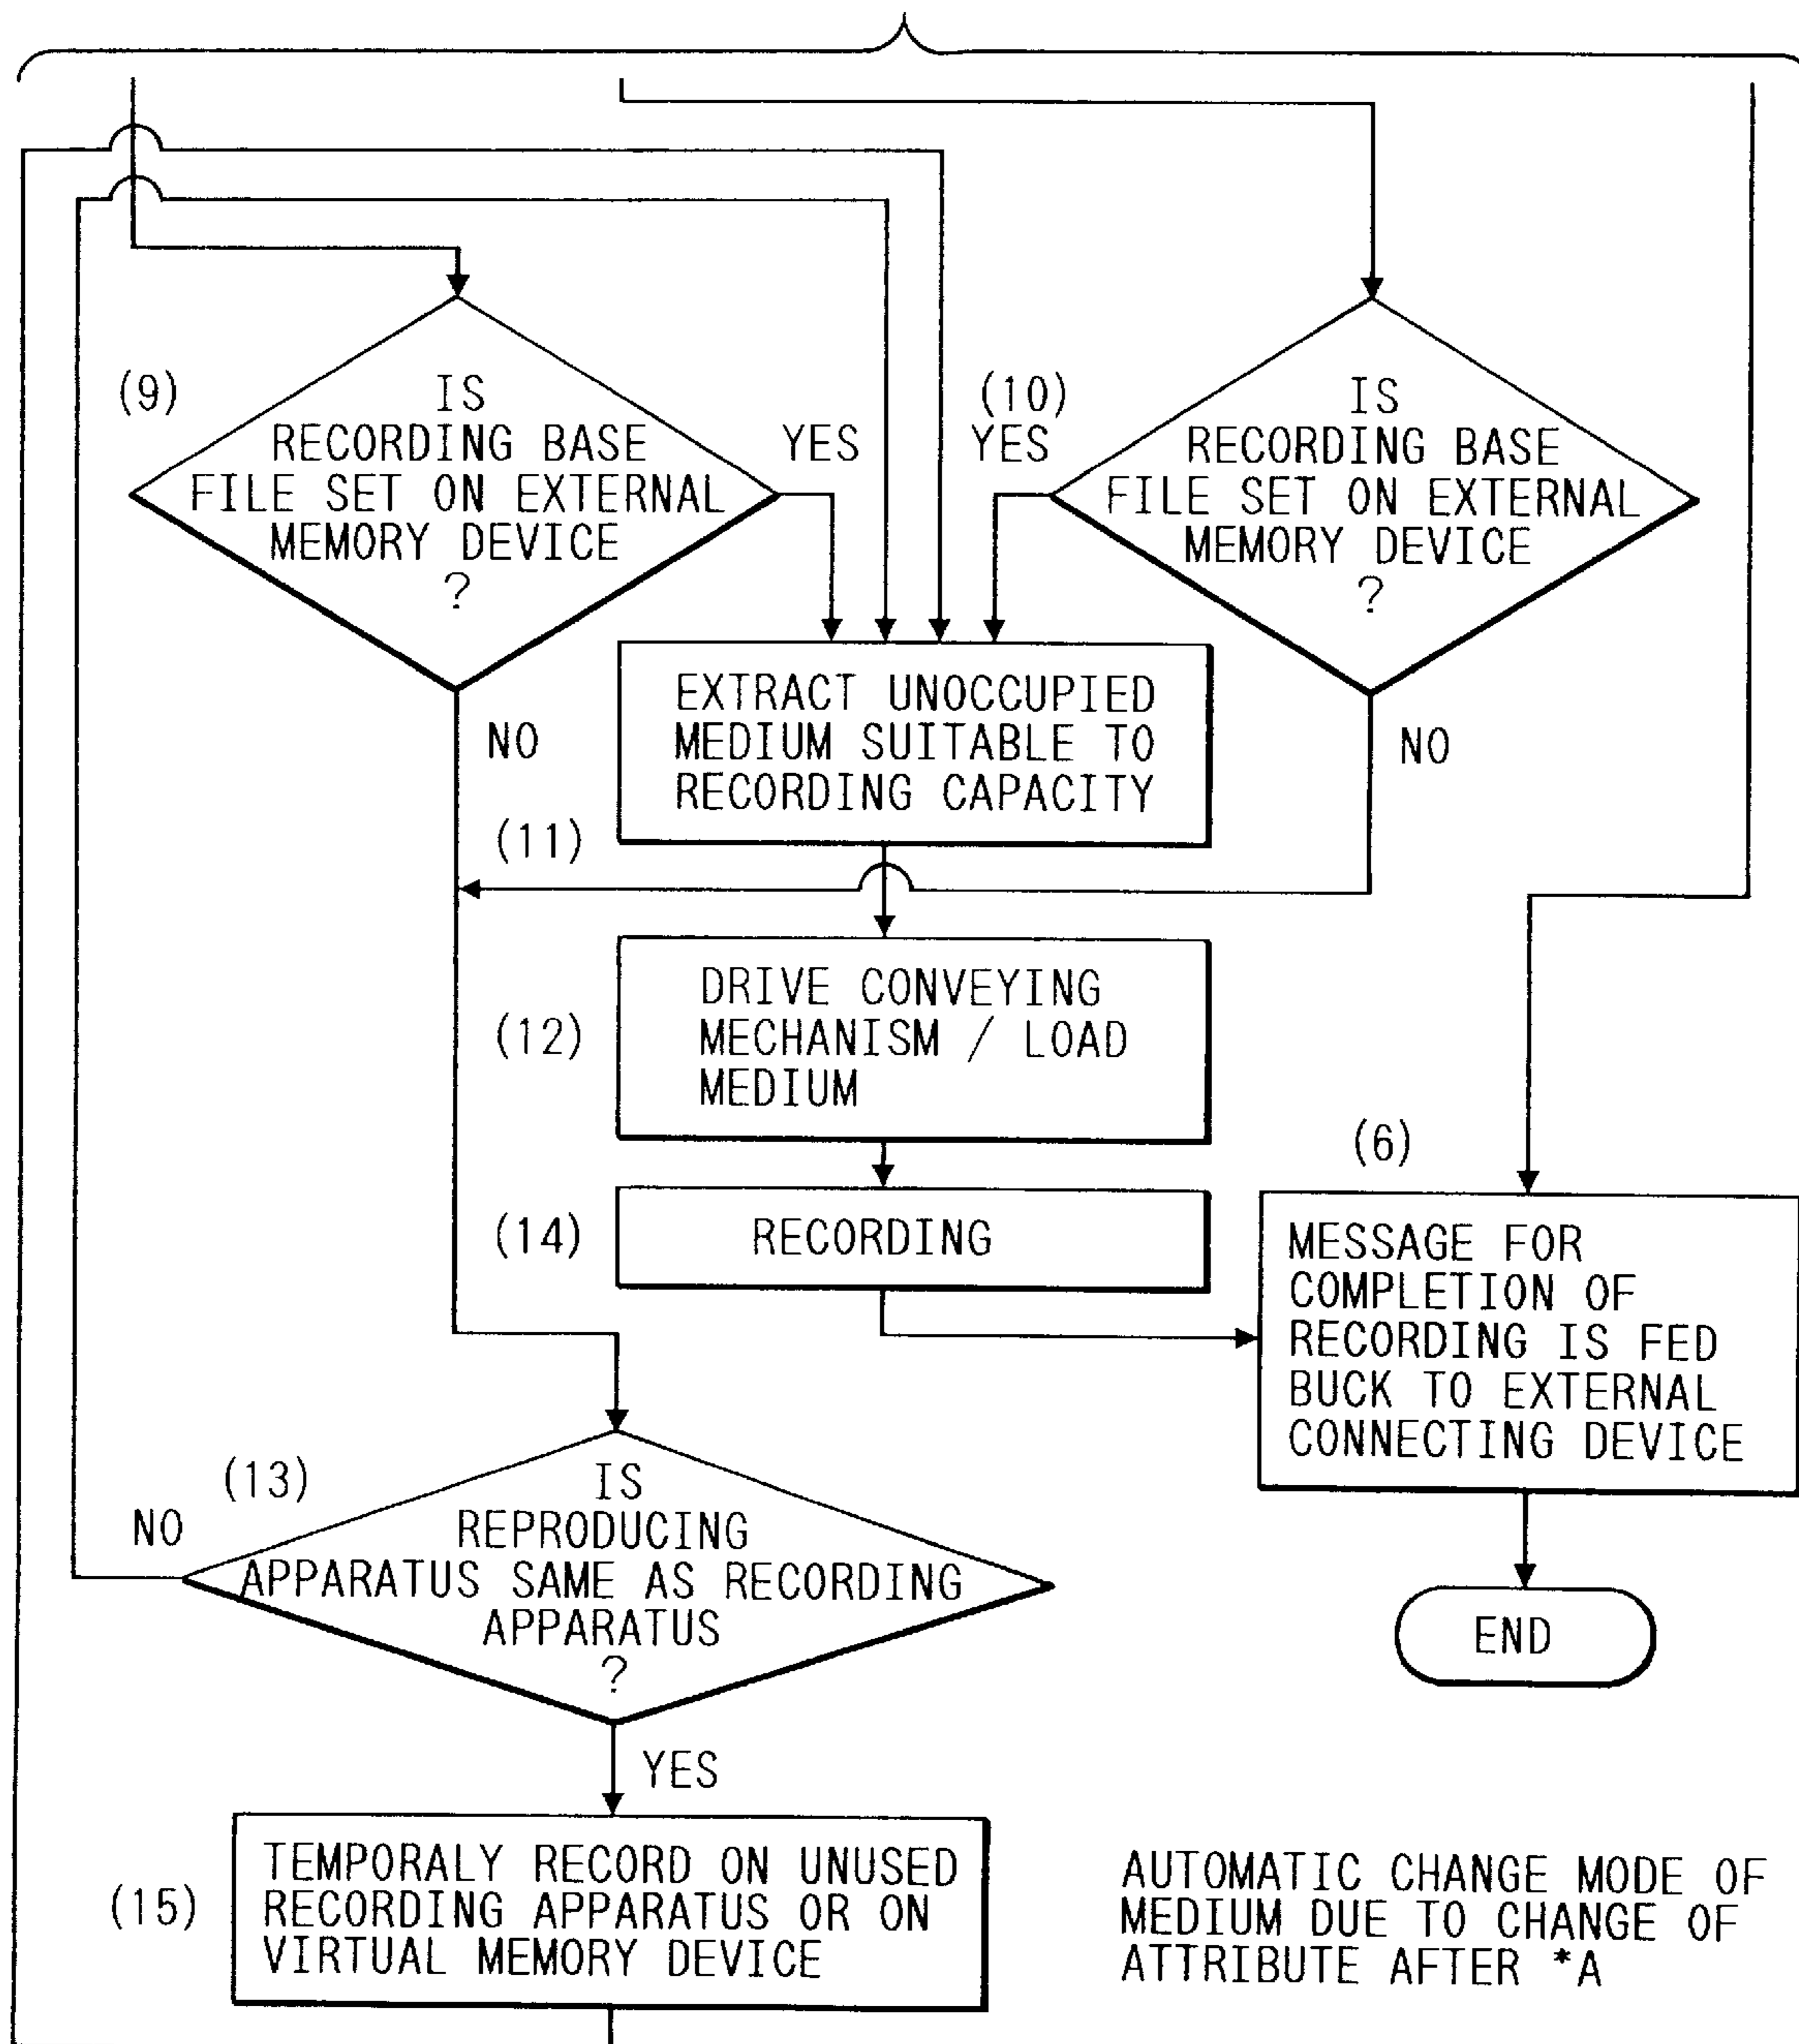 (9)
IS
RECORDING BASE
FILE SET ON EXTERNAL
MEMORY DEVICE
?
YES
NO
(10)
IS
RECORDING BASE
FILE SET ON EXTERNAL
MEMORY DEVICE
?
YES
NO
EXTRACT UNOCCUPIED
MEDIUM SUITABLE TO
RECORDING CAPACITY
(11)
(12)
DRIVE CONVEYING
MECHANISM / LOAD
MEDIUM
(14)
RECORDING
(6)
MESSAGE FOR
COMPLETION OF
RECORDING IS FED
BUCK TO EXTERNAL
CONNECTING DEVICE
END
(13)
IS
REPRODUCING
APPARATUS SAME AS RECORDING
APPARATUS
?
NO
YES
(15)
TEMPORALY RECORD ON UNUSED
RECORDING APPARATUS OR ON
VIRTUAL MEMORY DEVICE
AUTOMATIC CHANGE MODE OF
MEDIUM DUE TO CHANGE OF
ATTRIBUTE AFTER *A